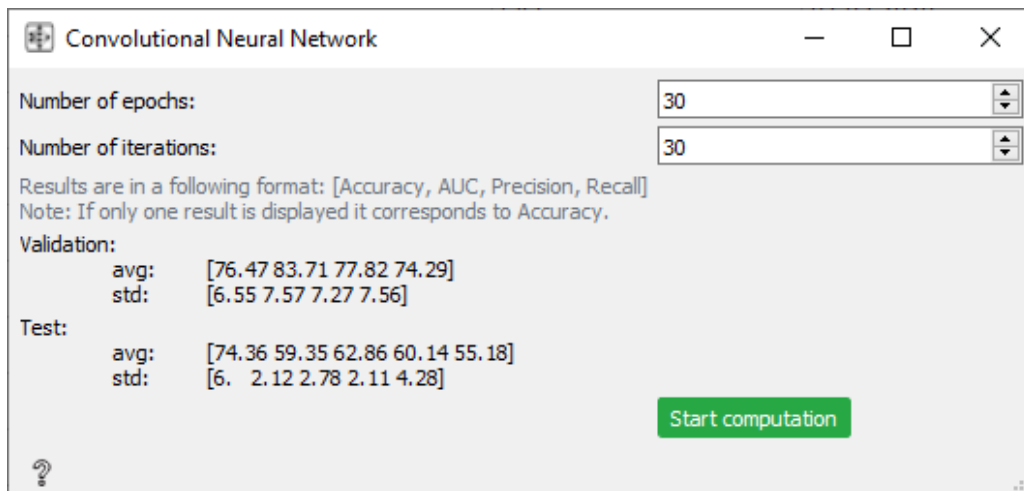 Convolutional Neural Network
Number of epochs: 30
Number of iterations: 30
Results are in a following format: [Accuracy, AUC, Precision, Recall]
Note: If only one result is displayed it corresponds to Accuracy.
Validation:
avg: [76.47 83.71 77.82 74.29]
std: [6.55 7.57 7.27 7.56]
Test:
avg: [74.36 59.35 62.86 60.14 55.18]
std: [6. 2.12 2.78 2.11 4.28]
Start computation
?